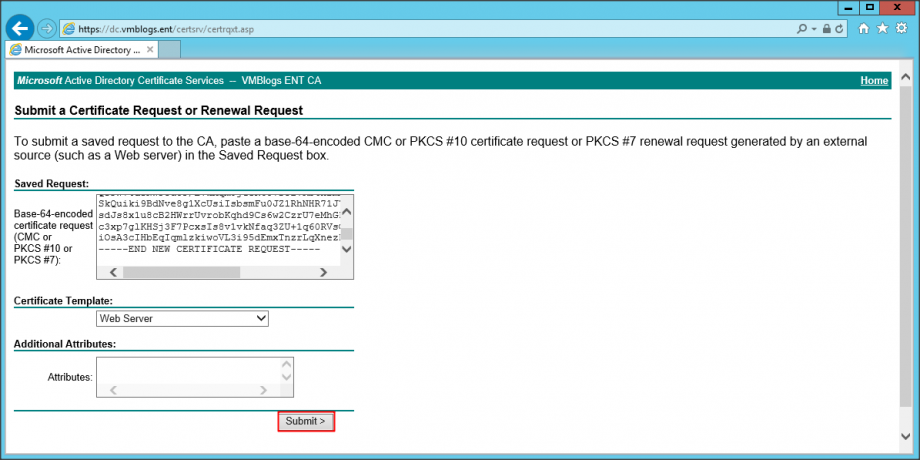 https://dc.vmblogs.ent/certsrv/certrqxt.asp
Microsoft Active Directory ...
Microsoft Active Directory Certificate Services -- VMBlogs ENT CA Home
Submit a Certificate Request or Renewal Request
To submit a saved request to the CA, paste a base-64-encoded CMC or PKCS #10 certificate request or PKCS #7 renewal request generated by an external
source (such as a Web server) in the Saved Request box.
Saved Request:
Base-64-encoded
certificate request
(CMC or
PKCS #10 or
PKCS #7):
SkQuiki9BdNve8g1XcUsiIsbsmFu0JZ1RhNHR71J
sdJs8x1u8cB2HWrrUvrobKqhd9Cs6w2CzrU7eMhG
c3xp7glKHSj3F7PcxsIs8v1vkNfaq3ZU+1q60RVs
iOsA3cIHbEqIqmlzkiwoVL3i95dEmxTnzrLqXnez
-----END NEW CERTIFICATE REQUEST-----
Certificate Template:
Web Server
Additional Attributes:
Attributes:
Submit >